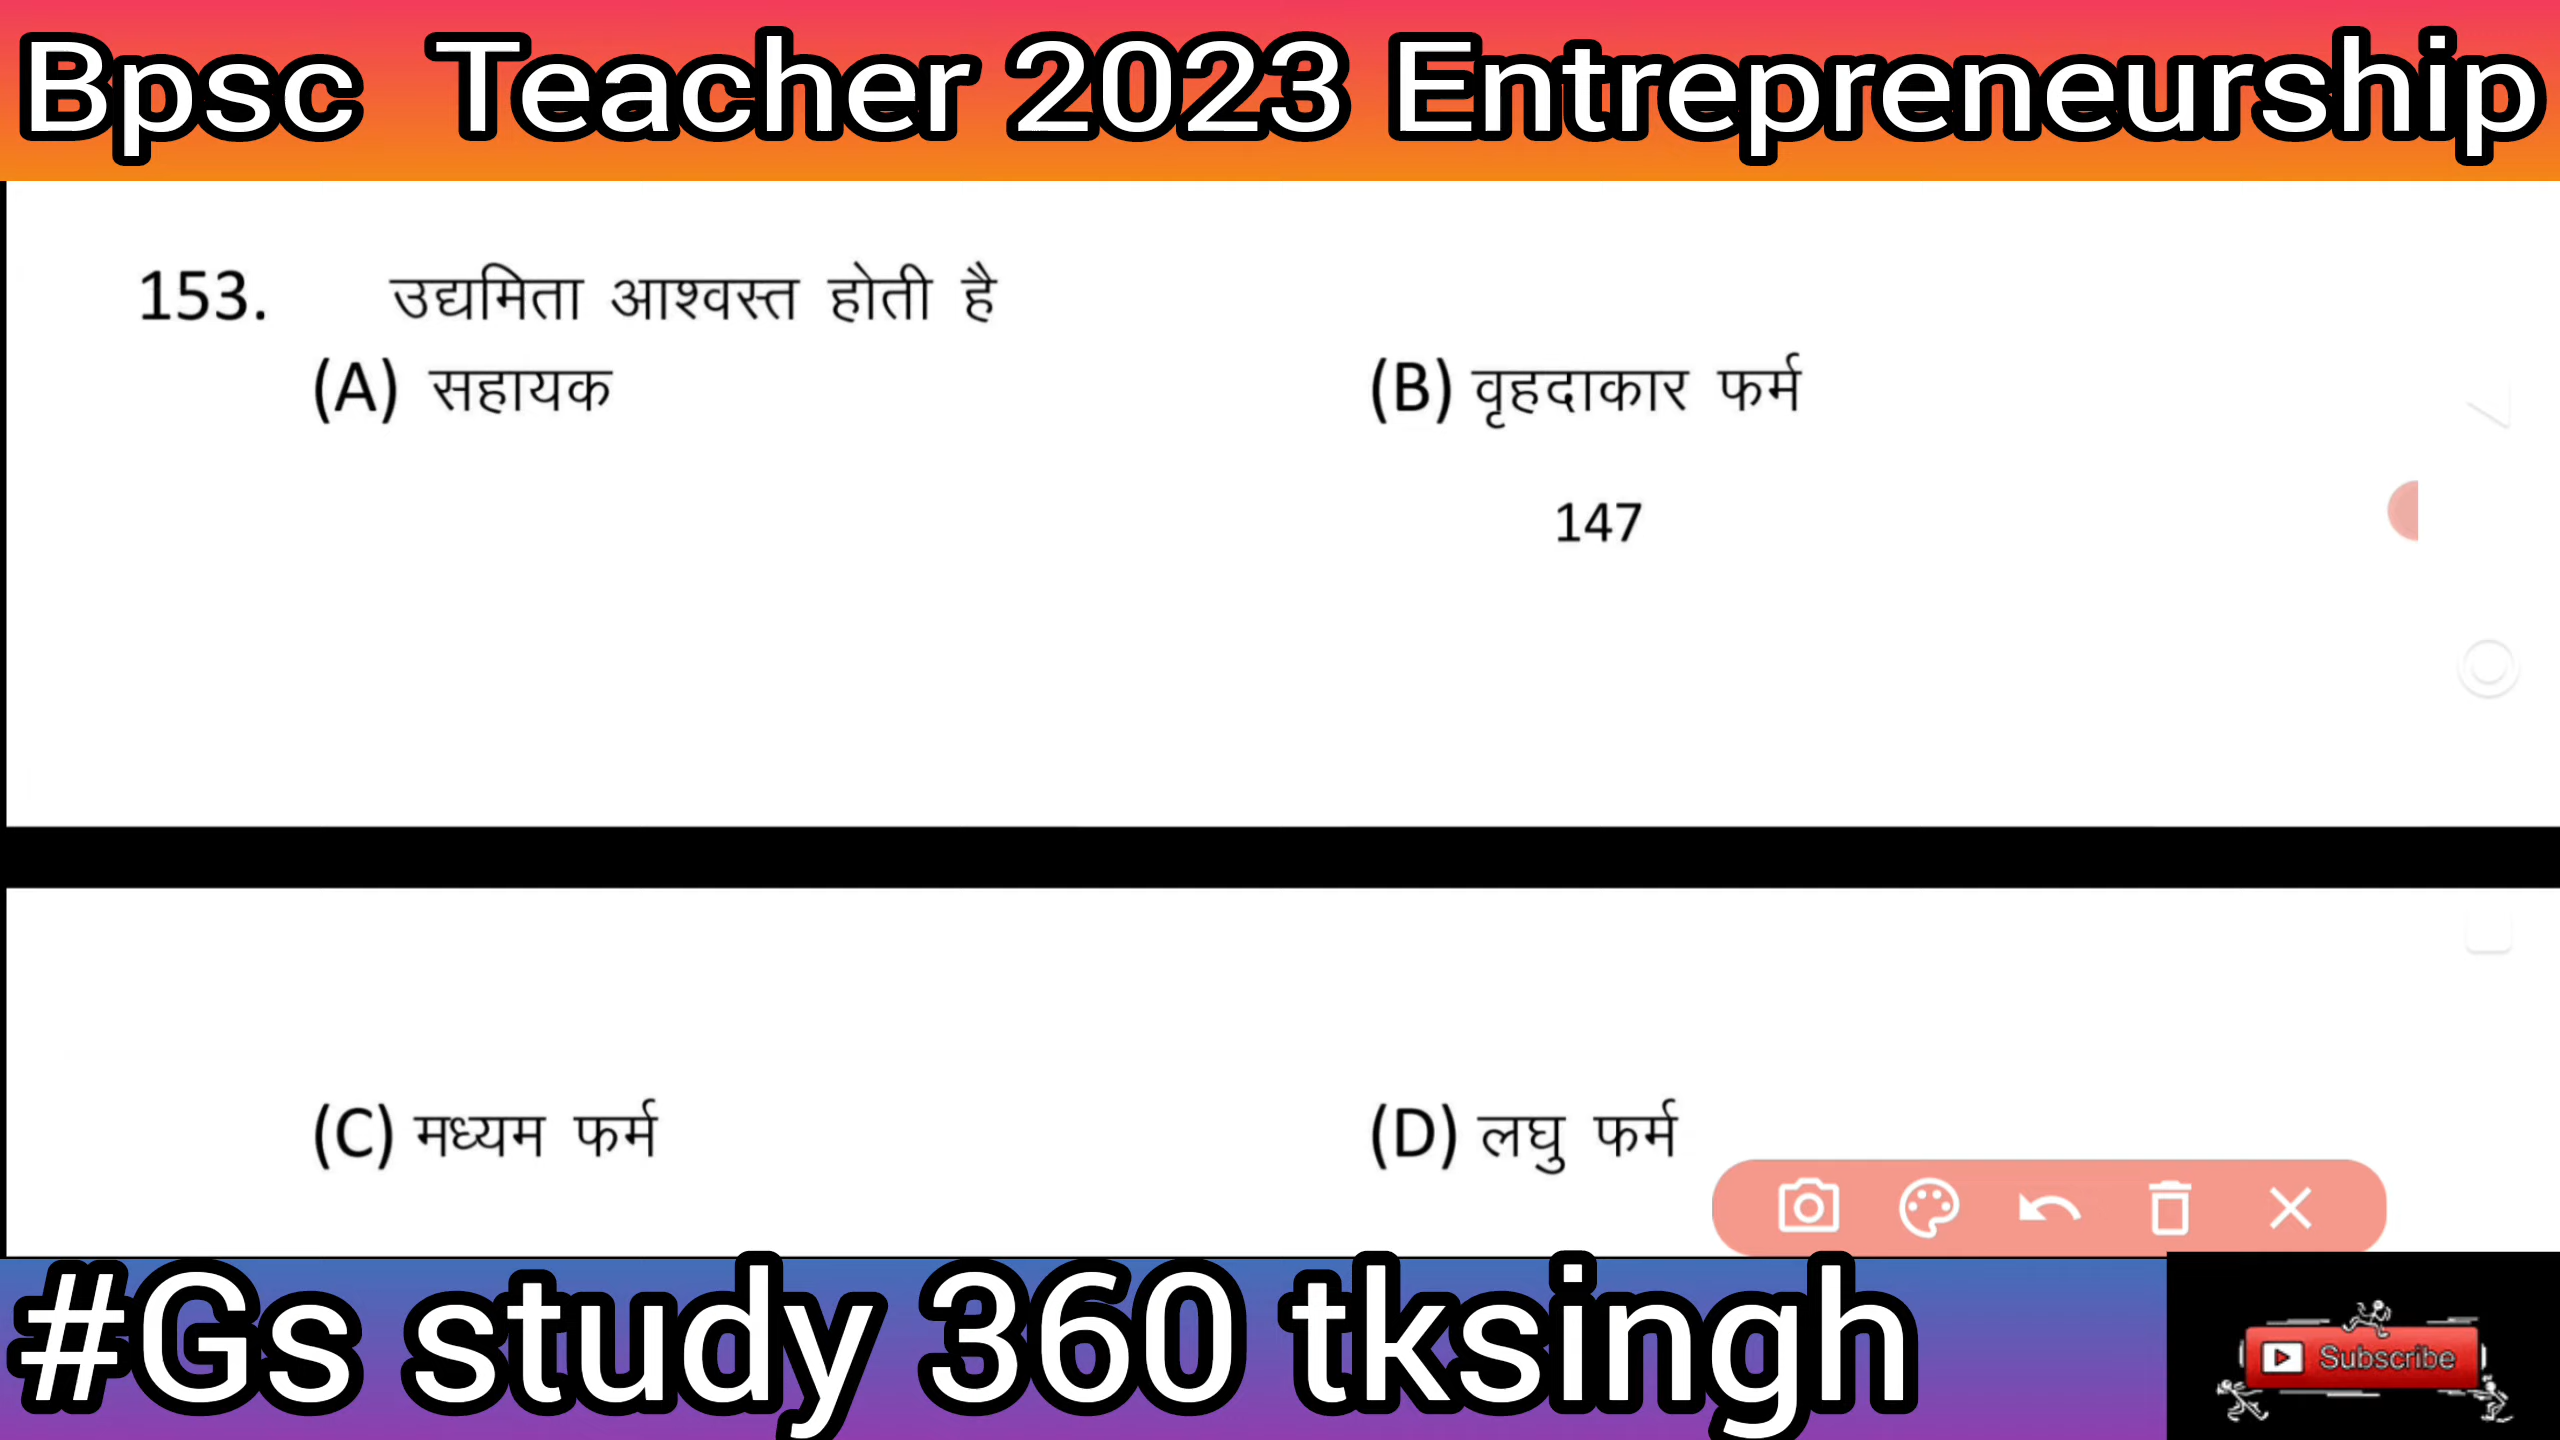 Bpsc Teacher 2023 Entrepreneurship
153. उद्यमिता आश्वस्त होती है
(A) सहायक (B) वृहदाकार फर्म
147
(C) मध्यम फर्म (D) लघु फर्म
#Gs study 360 tksingh
Subscribe